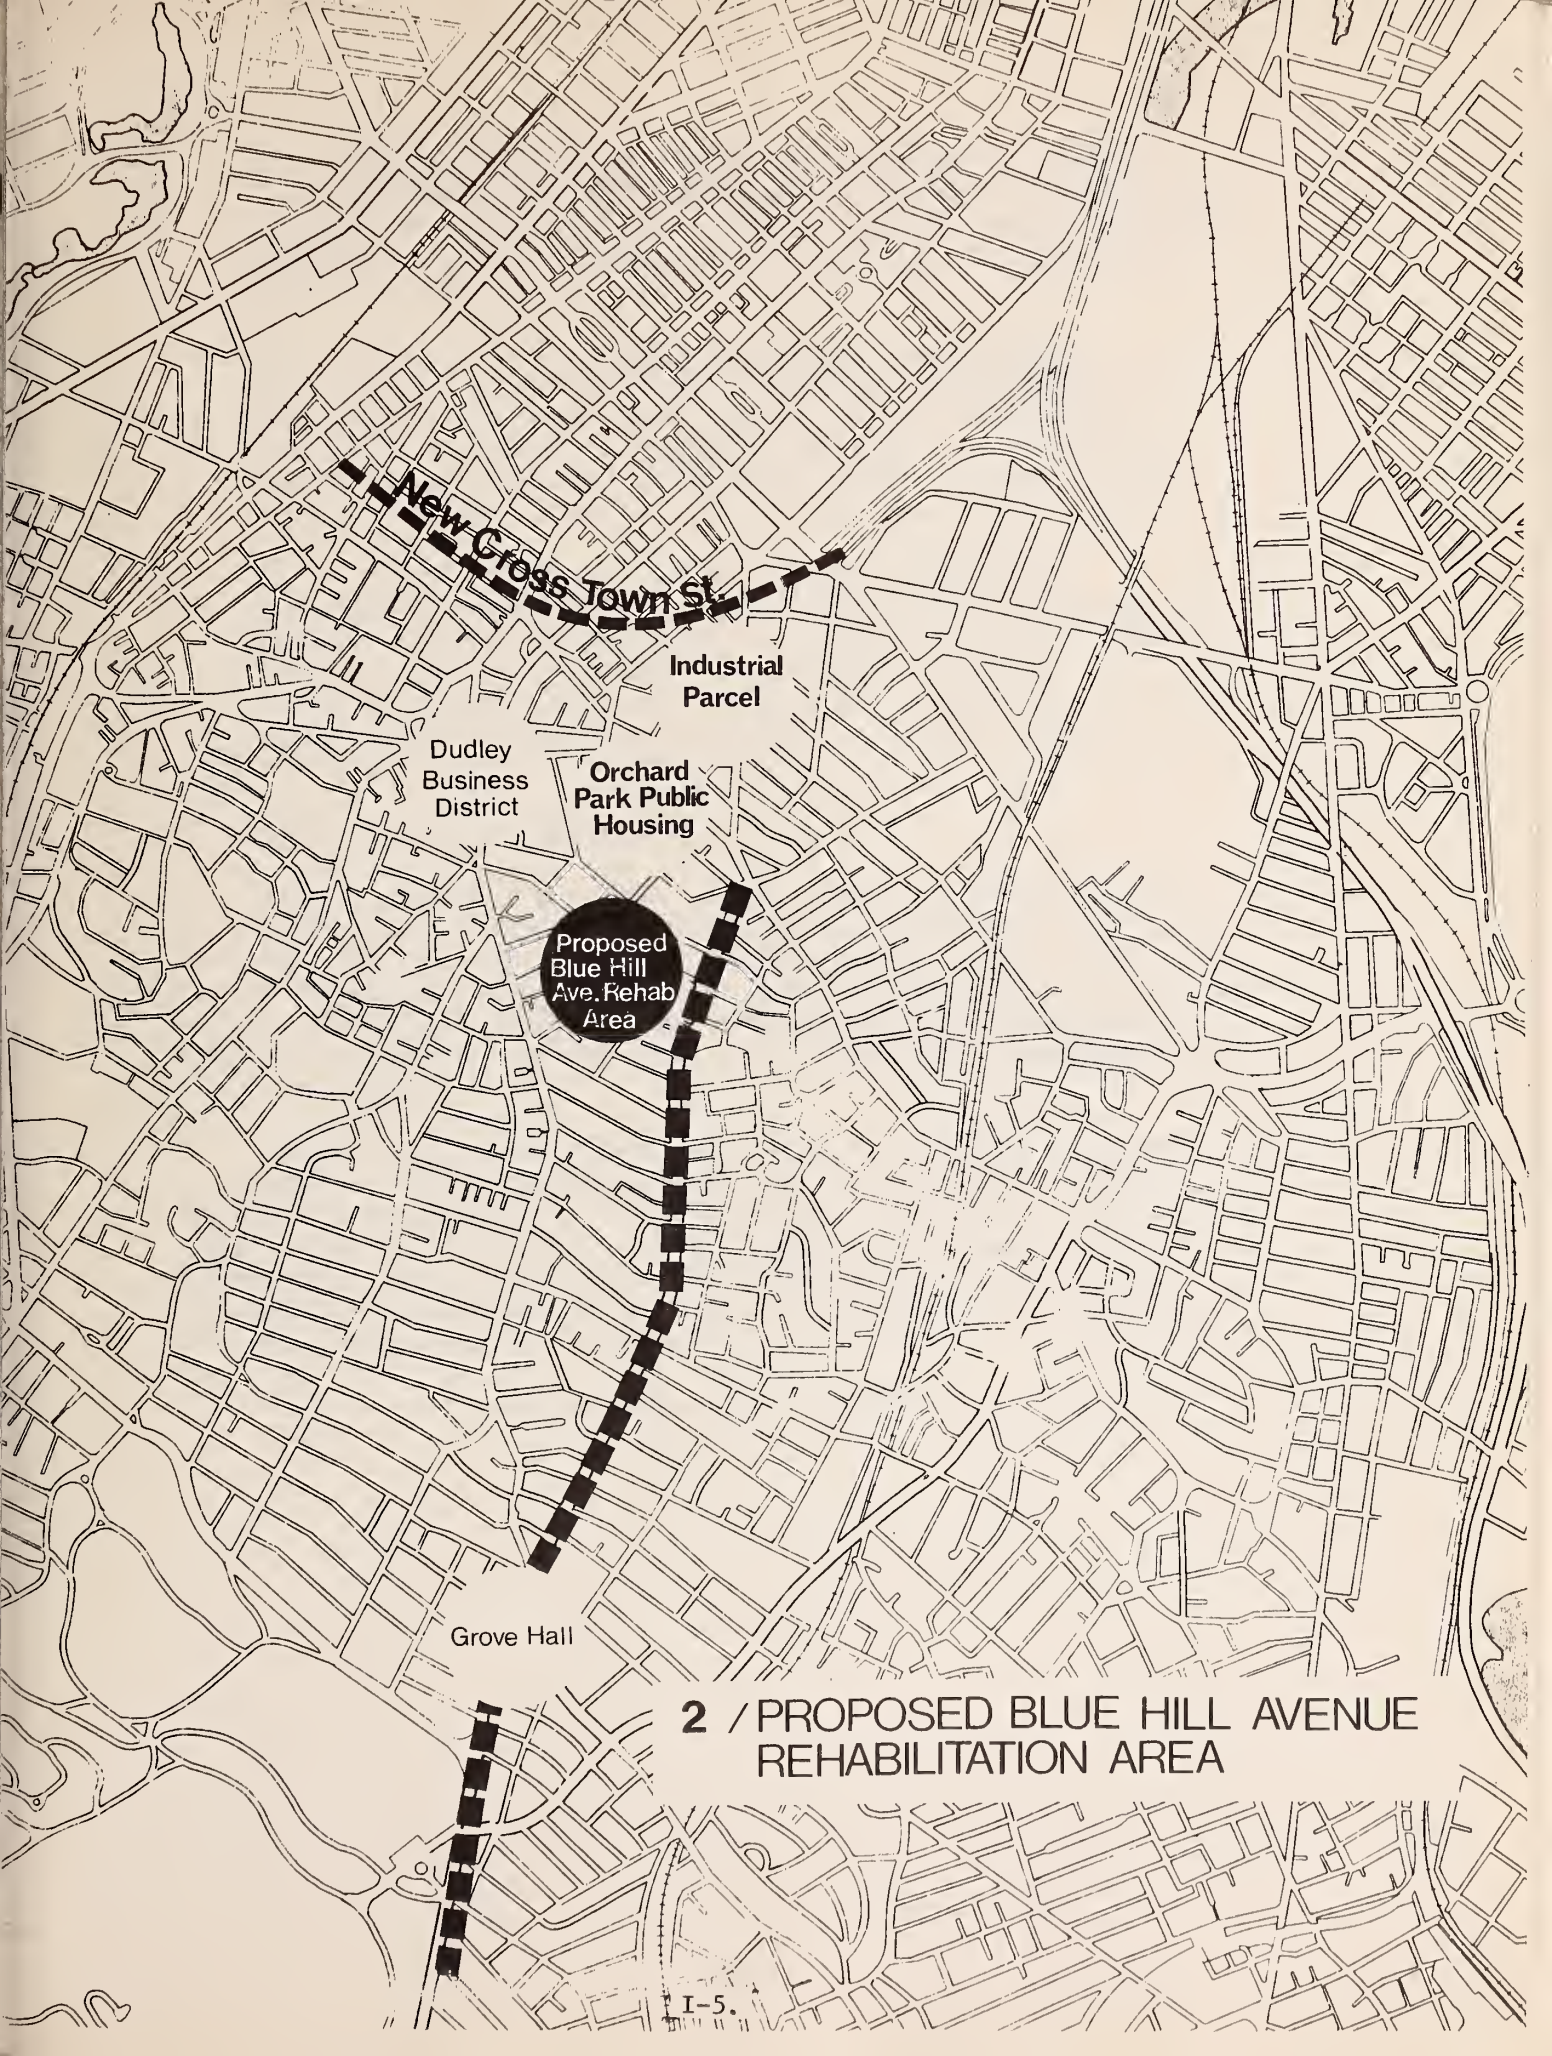 New Cross Town St.
Industrial
Parcel
Dudley
Business
District
Orchard
Park Public
Housing
Proposed
Blue Hill
Ave. Rehab
Area
Grove Hall
2 / PROPOSED BLUE HILL AVENUE
REHABILITATION AREA
I-5.